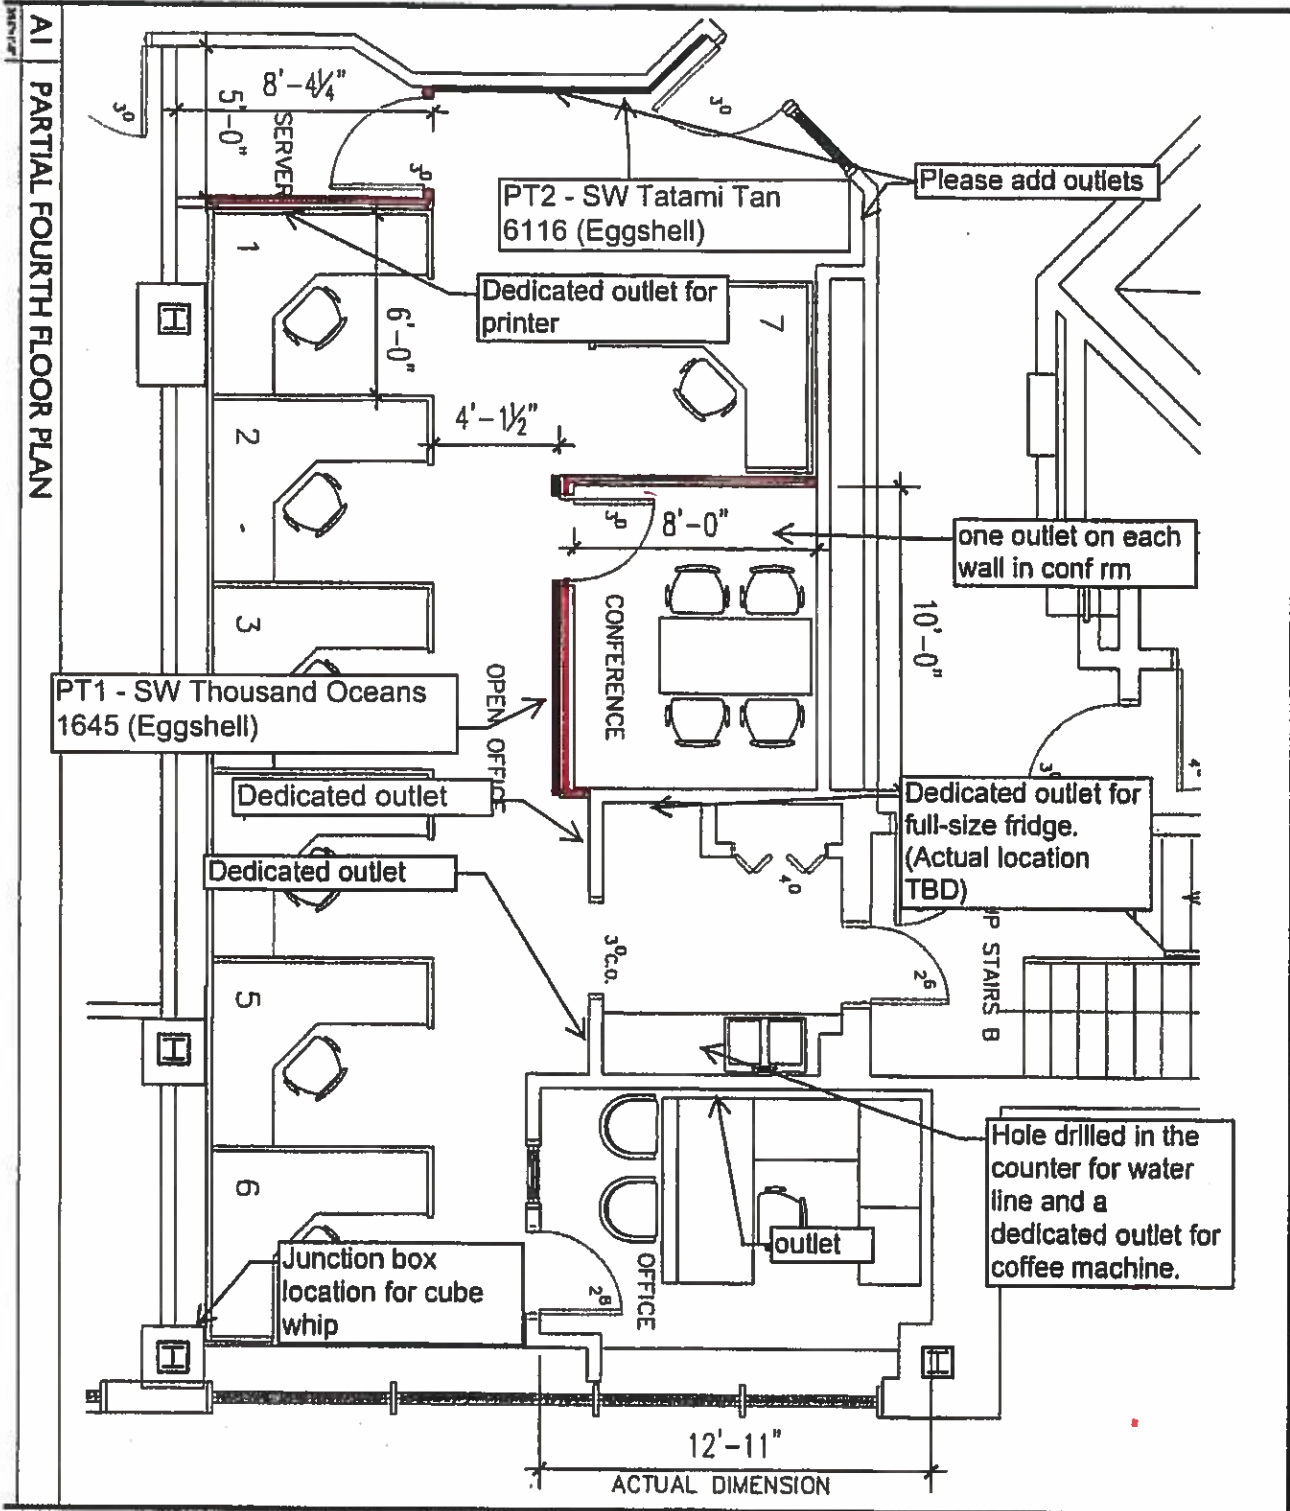 A1 | PARTIAL FOURTH FLOOR PLAN
8'-4¼"
5'-0"
SERVER
3⁰
3⁰
3⁰
PT2 - SW Tatami Tan
6116 (Eggshell)
Please add outlets
Dedicated outlet for
printer
1
6'-0"
7
4'-1½"
2
3⁰
8'-0"
one outlet on each
wall in conf rm
CONFERENCE
10'-0"
3
PT1 - SW Thousand Oceans
1645 (Eggshell)
OPEN OFFICE
3⁰
4"
Dedicated outlet
Dedicated outlet for
full-size fridge.
(Actual location
TBD)
Dedicated outlet
4⁰
3⁰C.O.
2⁶
UP STAIRS B
5
Hole drilled in the
counter for water
line and a
dedicated outlet for
coffee machine.
6
outlet
OFFICE
2⁸
Junction box
location for cube
whip
12'-11"
ACTUAL DIMENSION